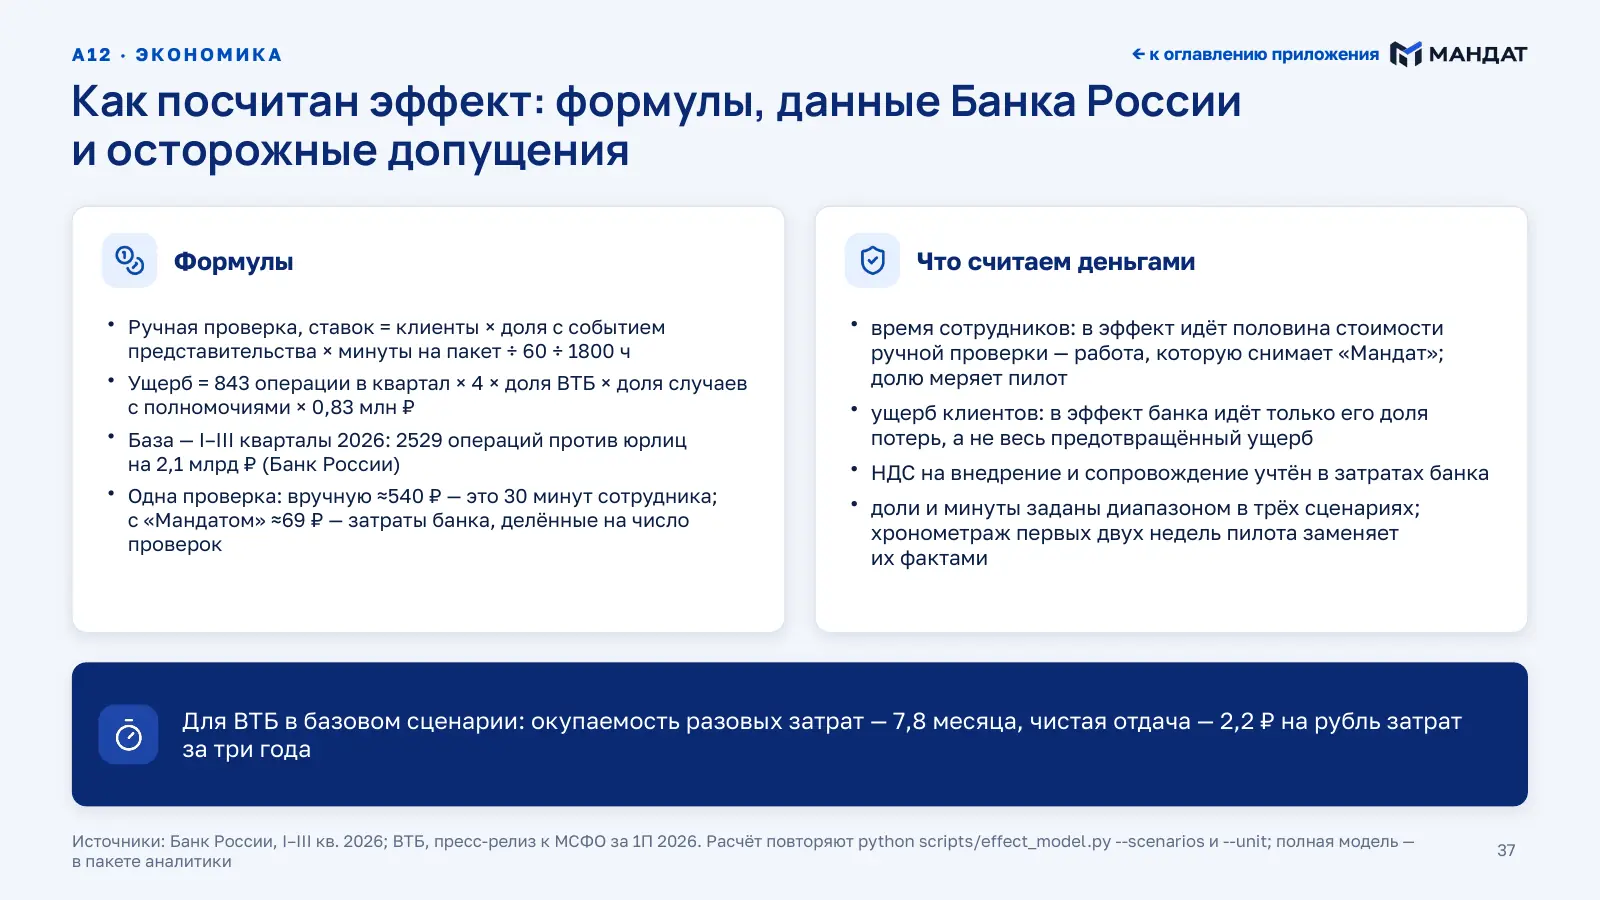 А12 · ЭКОНОМИКА
← к оглавлению приложения МАНДАТ
Как посчитан эффект: формулы, данные Банка России
и осторожные допущения
Формулы
• Ручная проверка, ставок = клиенты × доля с событием
представительства × минуты на пакет ÷ 60 ÷ 1800 ч
• Ущерб = 843 операции в квартал × 4 × доля ВТБ × доля случаев
с полномочиями × 0,83 млн ₽
• База — I–III кварталы 2026: 2529 операций против юрлиц
на 2,1 млрд ₽ (Банк России)
• Одна проверка: вручную ≈540 ₽ — это 30 минут сотрудника;
с «Мандатом» ≈69 ₽ — затраты банка, делённые на число
проверок
Что считаем деньгами
• время сотрудников: в эффект идёт половина стоимости
ручной проверки — работа, которую снимает «Мандат»;
долю меряет пилот
• ущерб клиентов: в эффект банка идёт только его доля
потерь, а не весь предотвращённый ущерб
• НДС на внедрение и сопровождение учтён в затратах банка
• доли и минуты заданы диапазоном в трёх сценариях;
хронометраж первых двух недель пилота заменяет
их фактами
Для ВТБ в базовом сценарии: окупаемость разовых затрат — 7,8 месяца, чистая отдача — 2,2 ₽ на рубль затрат
за три года
Источники: Банк России, I–III кв. 2026; ВТБ, пресс-релиз к МСФО за 1П 2026. Расчёт повторяют python scripts/effect_model.py --scenarios и --unit; полная модель —
в пакете аналитики
37